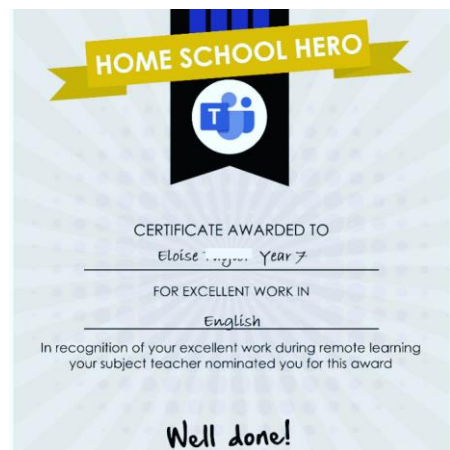 HOME SCHOOL HERO
T
CERTIFICATE AWARDED TO
Eloise Year 7
FOR EXCELLENT WORK IN
English
In recognition of your excellent work during remote learning
your subject teacher nominated you for this award
Well done!